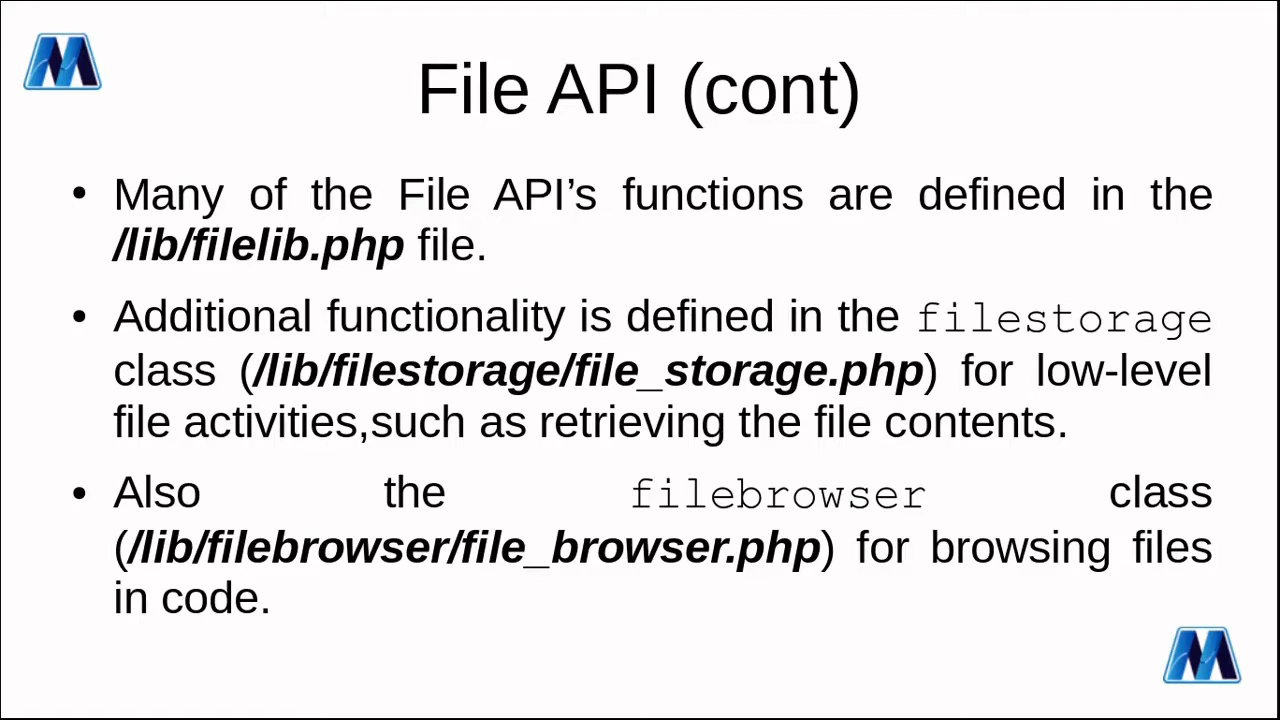 File API (cont)
• Many of the File API’s functions are defined in the
/lib/filelib.php file.
• Additional functionality is defined in the filestorage
class (/lib/filestorage/file_storage.php) for low-level
file activities,such as retrieving the file contents.
• Also the filebrowser class
(/lib/filebrowser/file_browser.php) for browsing files
in code.